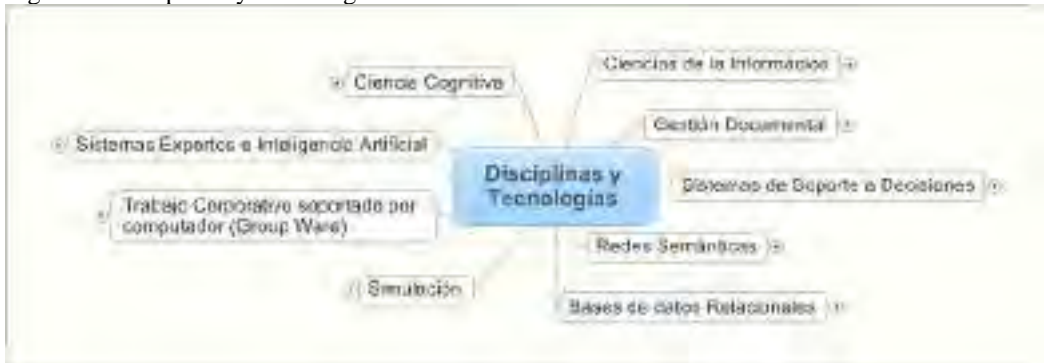 Ciencia Cognitiva
Sistemas Expertos e Inteligencia Artificial
Trabajo Corporativo soportado por
computador (Group Ware)
Simulación
Disciplinas y
Tecnologías
Ciencias de la Información
Gestión Documental
Sistemas de Soporte a Decisiones
Redes Semánticas
Bases de datos Relacionales